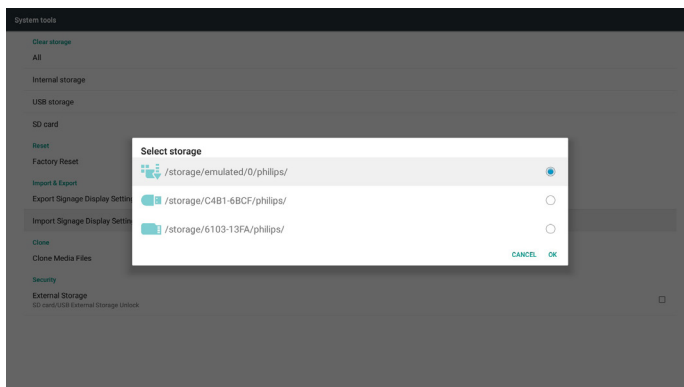 System tools
Clear storage
All
Internal storage
USB storage
SD card
Reset
Factory Reset
Import & Export
Export Signage Display Setting
Import Signage Display Setting
Clone
Clone Media Files
Security
External Storage
SD card/USB External Storage Unlock
Select storage
/storage/emulated/0/philips/
/storage/C4B1-6BCF/philips/
/storage/6103-13FA/philips/
CANCEL OK